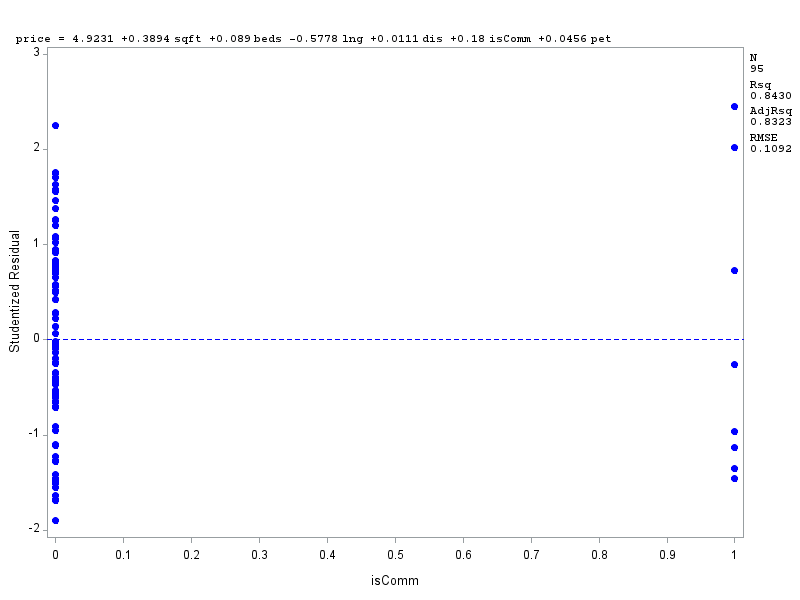 price = 4.9231 +0.3894 sqft +0.089 beds -0.5778 lng +0.0111 dis +0.18 isComm +0.0456 pet
3
2
1
0
-1
-2
Studentized Residual
0 0.1 0.2 0.3 0.4 0.5 0.6 0.7 0.8 0.9 1
isComm
N
95
Rsq
0.8430
AdjRsq
0.8323
RMSE
0.1092